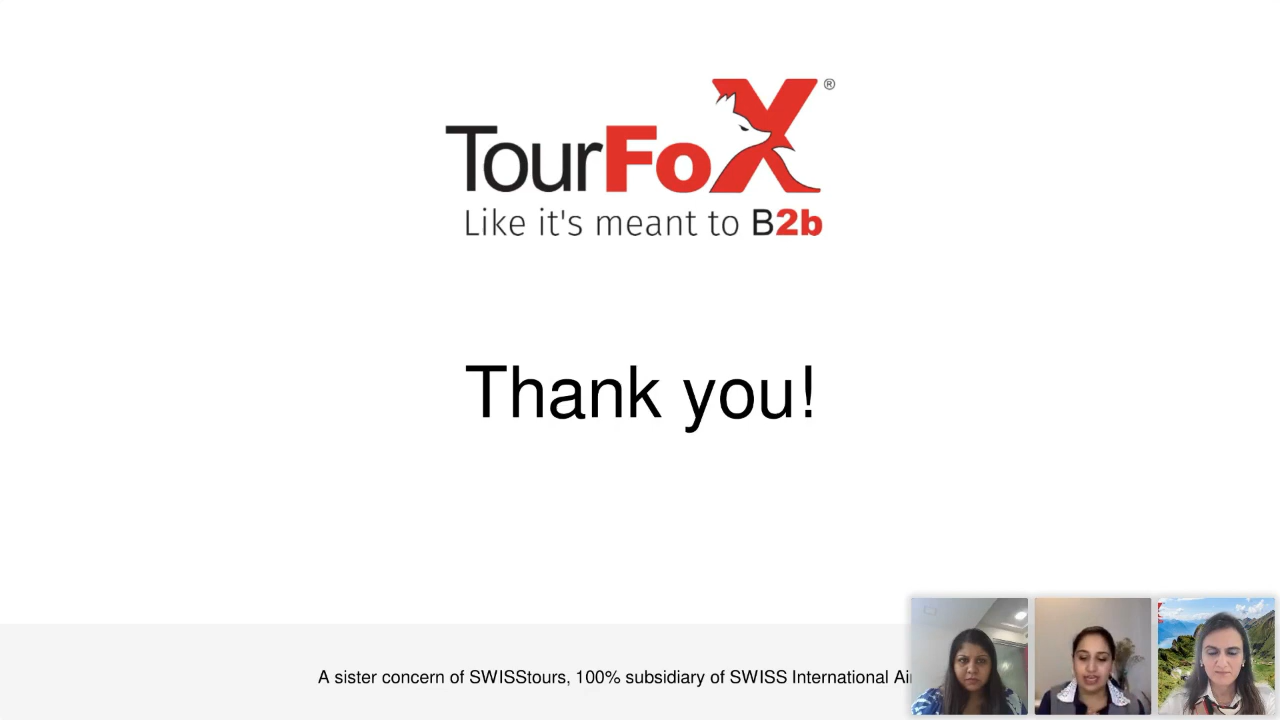 TourFoX®
Like it's meant to B2b
Thank you!
A sister concern of SWISStours, 100% subsidiary of SWISS International